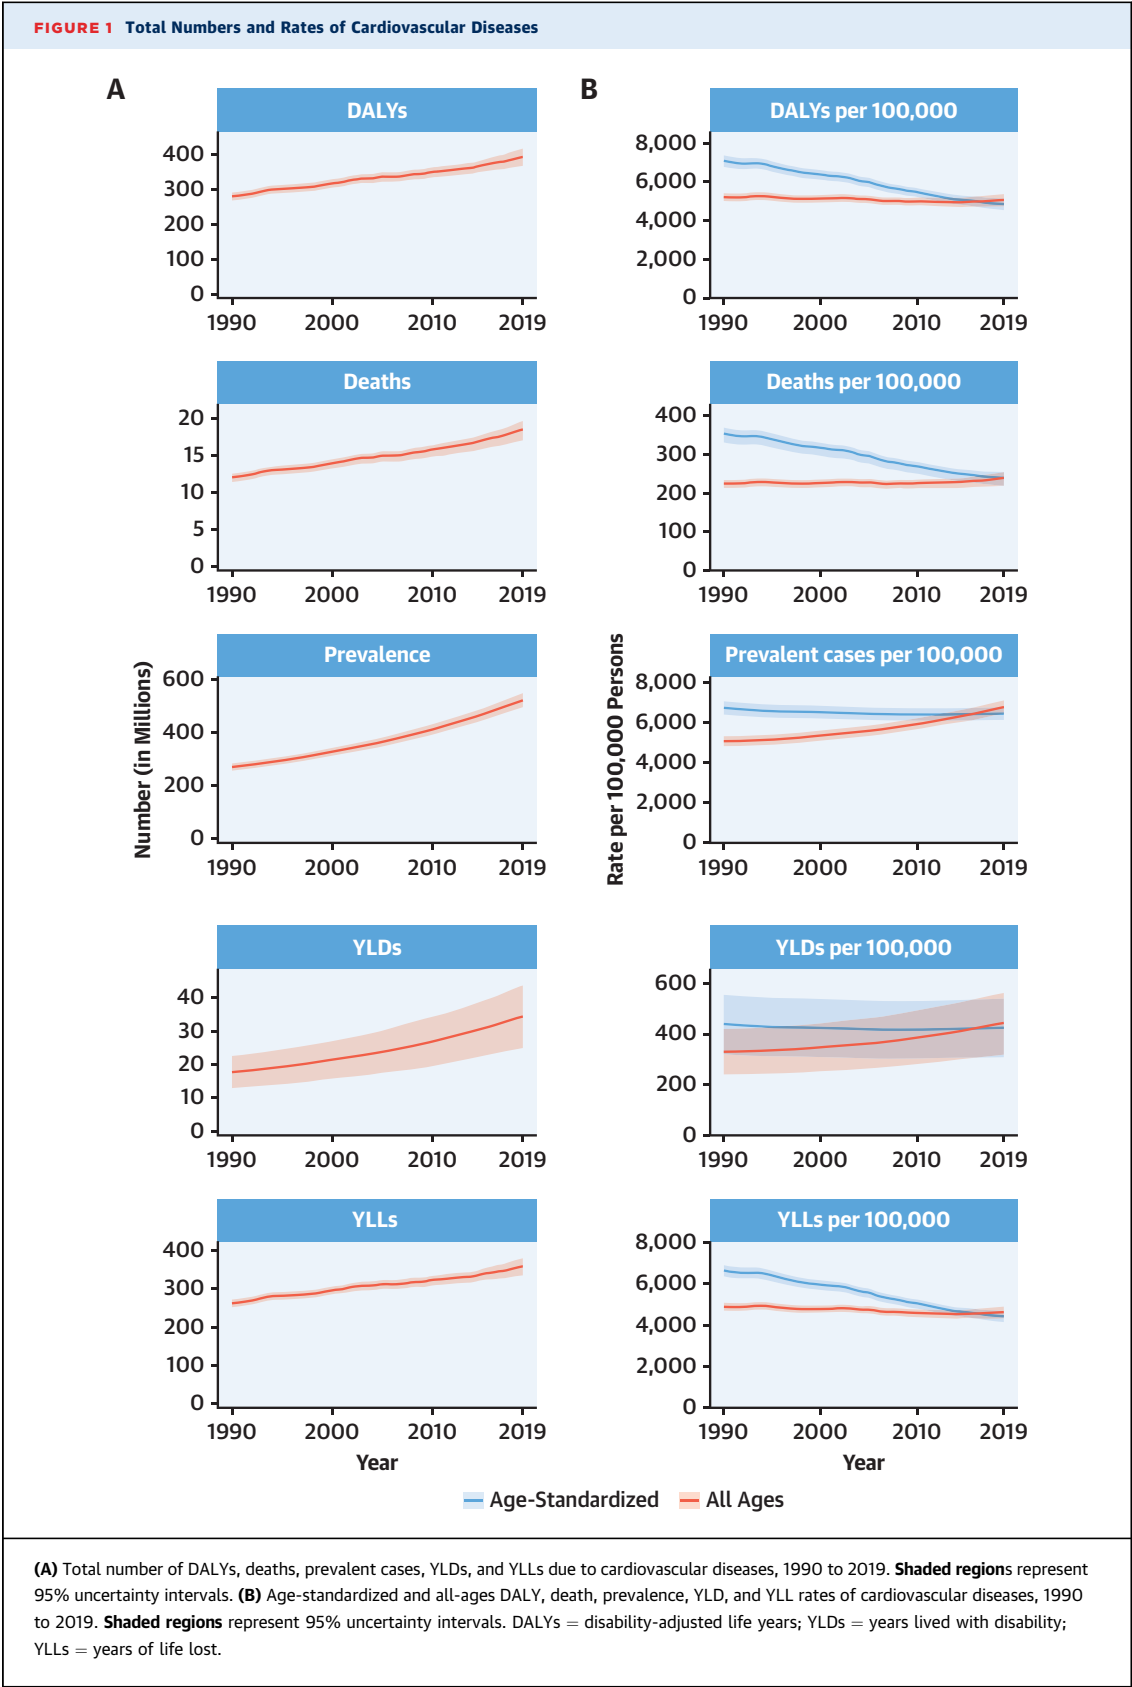 FIGURE 1 Total Numbers and Rates of Cardiovascular Diseases
A
B
DALYs
400
300
200
100
0
1990 2000 2010 2019
DALYs per 100,000
8,000
6,000
4,000
2,000
0
1990 2000 2010 2019
Deaths
20
15
10
5
0
1990 2000 2010 2019
Deaths per 100,000
400
300
200
100
0
1990 2000 2010 2019
Number (in Millions)
Prevalence
600
400
200
0
1990 2000 2010 2019
Rate per 100,000 Persons
Prevalent cases per 100,000
8,000
6,000
4,000
2,000
0
1990 2000 2010 2019
YLDs
40
30
20
10
0
1990 2000 2010 2019
YLDs per 100,000
600
400
200
0
1990 2000 2010 2019
YLLs
400
300
200
100
0
1990 2000 2010 2019
Year
YLLs per 100,000
8,000
6,000
4,000
2,000
0
1990 2000 2010 2019
Year
Age-Standardized All Ages
(A) Total number of DALYs, deaths, prevalent cases, YLDs, and YLLs due to cardiovascular diseases, 1990 to 2019. Shaded regions represent
95% uncertainty intervals. (B) Age-standardized and all-ages DALY, death, prevalence, YLD, and YLL rates of cardiovascular diseases, 1990
to 2019. Shaded regions represent 95% uncertainty intervals. DALYs = disability-adjusted life years; YLDs = years lived with disability;
YLLs = years of life lost.